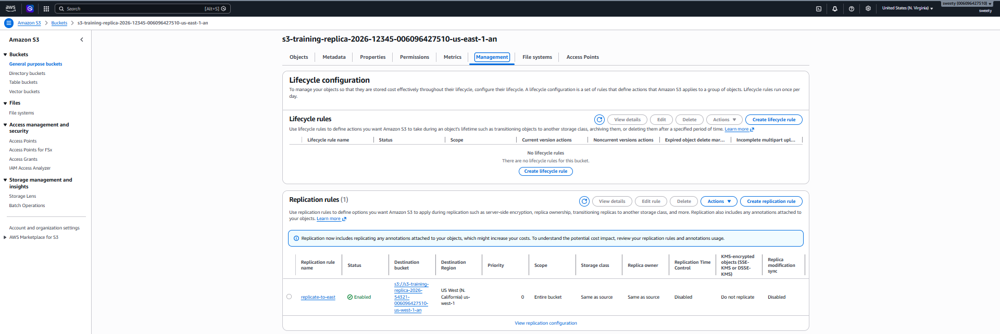 aws
Search
[Alt+S]
United States (N. Virginia)
sweety (006096427510)
sweety
Amazon S3
Buckets
s3-training-replica-2026-12345-006096427510-us-east-1-an
Amazon S3
Buckets
General purpose buckets
Directory buckets
Table buckets
Vector buckets
Files
File systems
Access management and
security
Access Points
Access Points for FSx
Access Grants
IAM Access Analyzer
Storage management and
insights
Storage Lens
Batch Operations
Account and organization settings
AWS Marketplace for S3
s3-training-replica-2026-12345-006096427510-us-east-1-an
Objects
Metadata
Properties
Permissions
Metrics
Management
File systems
Access Points
Lifecycle configuration
To manage your objects so that they are stored cost effectively throughout their lifecycle, configure their lifecycle. A lifecycle configuration is a set of rules that define actions that Amazon S3 applies to a group of objects. Lifecycle rules run once per
day.
Lifecycle rules
View details
Edit
Delete
Actions
Create lifecycle rule
Use lifecycle rules to define actions you want Amazon S3 to take during an object's lifetime such as transitioning objects to another storage class, archiving them, or deleting them after a specified period of time. Learn more
Lifecycle rule name
Status
Scope
Current version actions
Noncurrent versions actions
Expired object delete mar...
Incomplete multipart upl...
No lifecycle rules
There are no lifecycle rules for this bucket.
Create lifecycle rule
Replication rules (1)
View details
Edit rule
Delete
Actions
Create replication rule
Use replication rules to define options you want Amazon S3 to apply during replication such as server-side encryption, replica ownership, transitioning replicas to another storage class, and more. Replication also includes any annotations attached to
your objects. Learn more
Replication now includes replicating any annotations attached to your objects, which might increase your costs. To understand the potential cost impact, review your replication rules and annotations usage.
Replication rule
name
Status
Destination
bucket
Destination
Region
Priority
Scope
Storage class
Replica owner
Replication Time
Control
KMS-encrypted
objects (SSE-
KMS or DSSE-
KMS)
Replica
modification
sync
replicate-to-east
Enabled
s3://s3-training-
replica-2026-
54321-
006096427510-
us-west-1-an
US West (N.
California) us-
west-1
0
Entire bucket
Same as source
Same as source
Disabled
Do not replicate
Disabled
View replication configuration